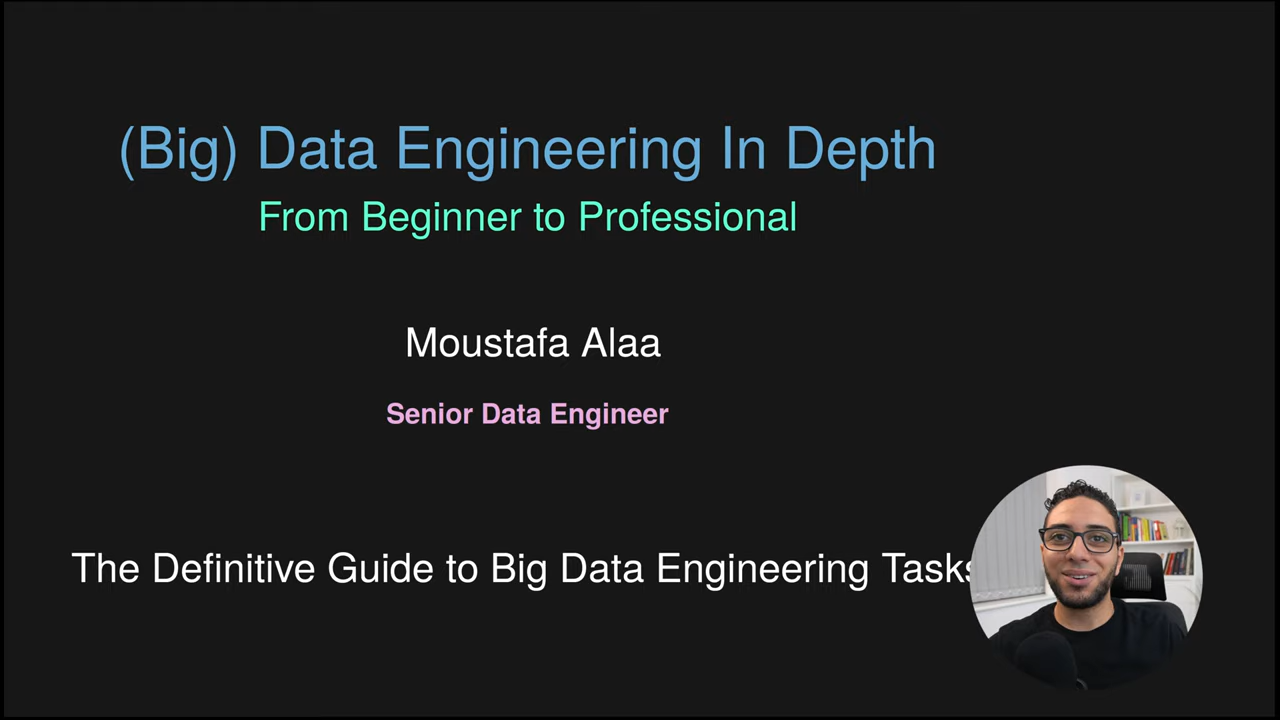 (Big) Data Engineering In Depth
From Beginner to Professional
Moustafa Alaa
Senior Data Engineer
The Definitive Guide to Big Data Engineering Tasks